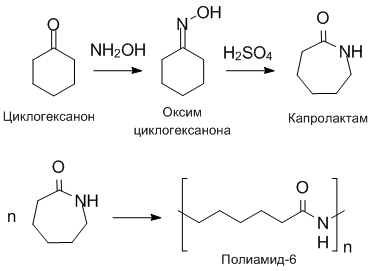 O
NH2OH
N OH
H2SO4
O
NH
Циклогексанон
Оксим
циклогексанона
Капролактам
n
O
NH
O
N
H
n
Полиамид-6